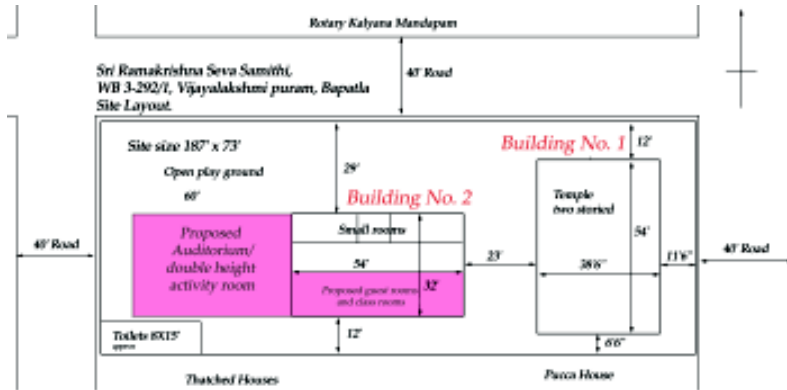 Rotary Kalyana Mandapam
40' Road
Sri Ramakrishna Seva Samithi,
WB 3-292/1, Vijayalakshmi puram, Bapatla
Site Layout.
Site size 187' x 73'
Open play ground
60'
29'
Building No. 1
12'
Building No. 2
Temple
two storied
Small rooms
Proposed
Auditorium/
double height
activity room
54'
32'
Proposed guest rooms
and class rooms
23'
54'
38'6"
11'6"
40' Road
40' Road
Toilets 8X15'
approx
12'
6'6"
Thatched Houses
Pucca House